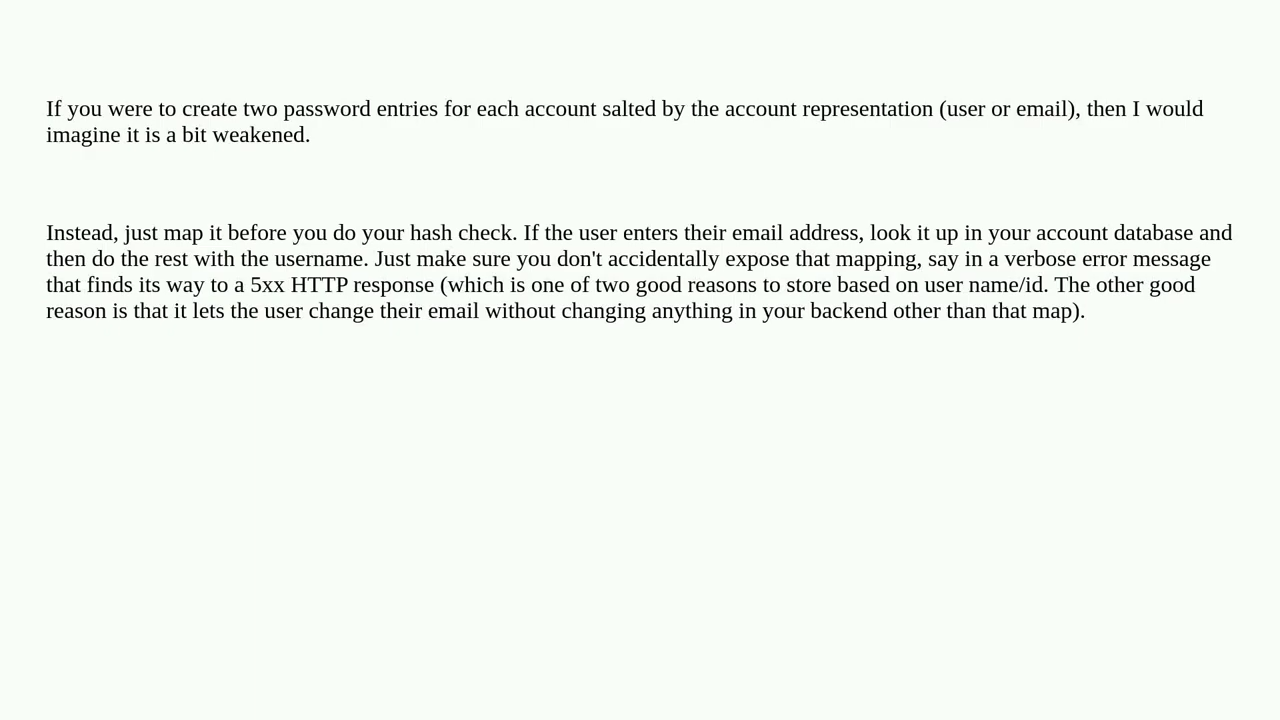 If you were to create two password entries for each account salted by the account representation (user or email), then I would
imagine it is a bit weakened.
Instead, just map it before you do your hash check. If the user enters their email address, look it up in your account database and
then do the rest with the username. Just make sure you don't accidentally expose that mapping, say in a verbose error message
that finds its way to a 5xx HTTP response (which is one of two good reasons to store based on user name/id. The other good
reason is that it lets the user change their email without changing anything in your backend other than that map).